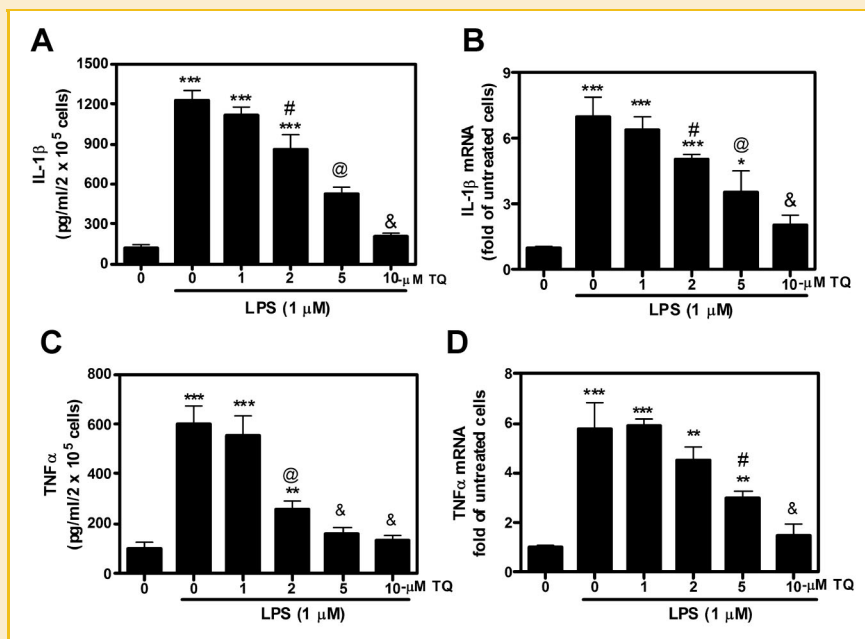 A
IL-1β
(pg/ml/2 x 10⁵ cells)
1500
1200
900
600
300
0
***
***
#
***
@
&
0 0 1 2 5 10-μM TQ
LPS (1 μM)
B
IL-1β mRNA
(fold of untreated cells)
9
6
3
0
***
***
#
***
@
*
&
0 0 1 2 5 10-μM TQ
LPS (1 μM)
C
TNFα
(pg/ml/2 x 10⁵ cells)
800
600
400
200
0
***
***
@
**
&
&
0 0 1 2 5 10-μM TQ
LPS (1 μM)
D
TNFα mRNA
fold of untreated cells)
8
6
4
2
0
***
***
**
#
**
&
0 0 1 2 5 10-μM TQ
LPS (1 μM)